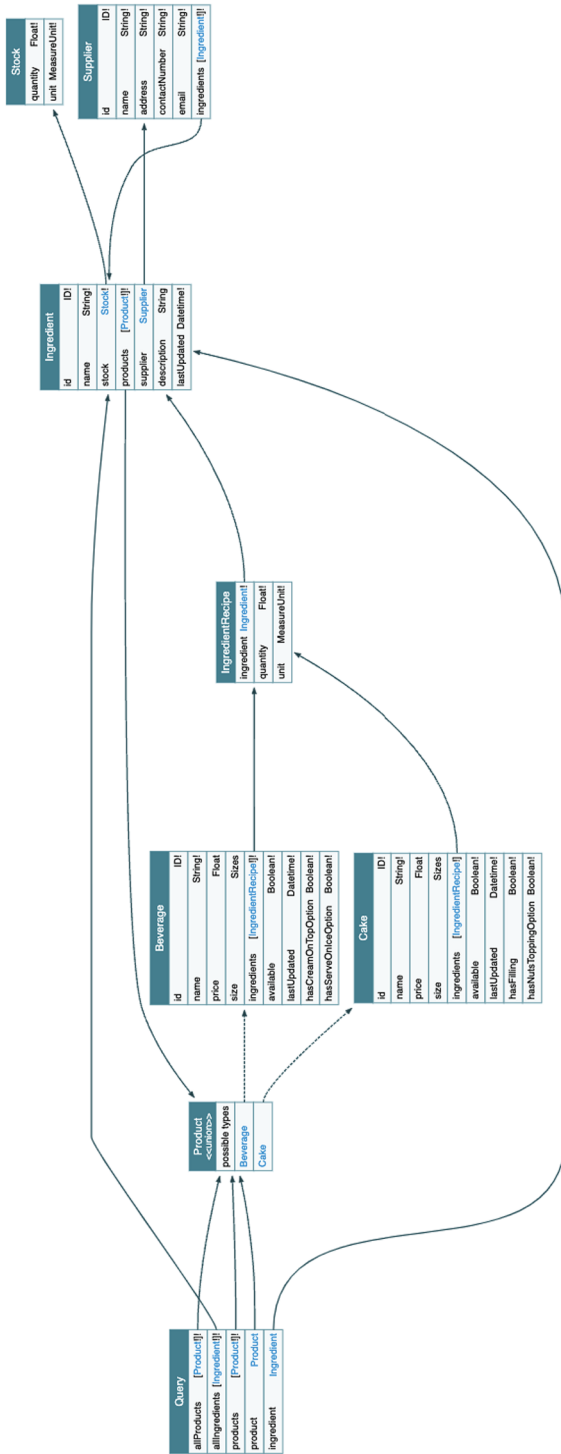 Query
allProducts [Product!]!
allIngredients [Ingredient!]!
products [Product!]!
product Product
ingredient Ingredient
Product
<<union>>
possible types
Beverage
Cake
Beverage
id ID!
name String!
price Float
size Sizes
ingredients [IngredientRecipe!]!
available Boolean!
lastUpdated Datetime!
hasCreamOnTopOption Boolean!
hasServeOnIceOption Boolean!
Cake
id ID!
name String!
price Float
size Sizes
ingredients [IngredientRecipe!]
available Boolean!
lastUpdated Datetime!
hasFilling Boolean!
hasNutsToppingOption Boolean!
IngredientRecipe
ingredient Ingredient!
quantity Float!
unit MeasureUnit!
Ingredient
id ID!
name String!
stock Stock!
products [Product!]!
supplier Supplier
description String
lastUpdated Datetime!
Stock
quantity Float!
unit MeasureUnit!
Supplier
id ID!
name String!
address String!
contactNumber String!
email String!
ingredients [Ingredient!]!